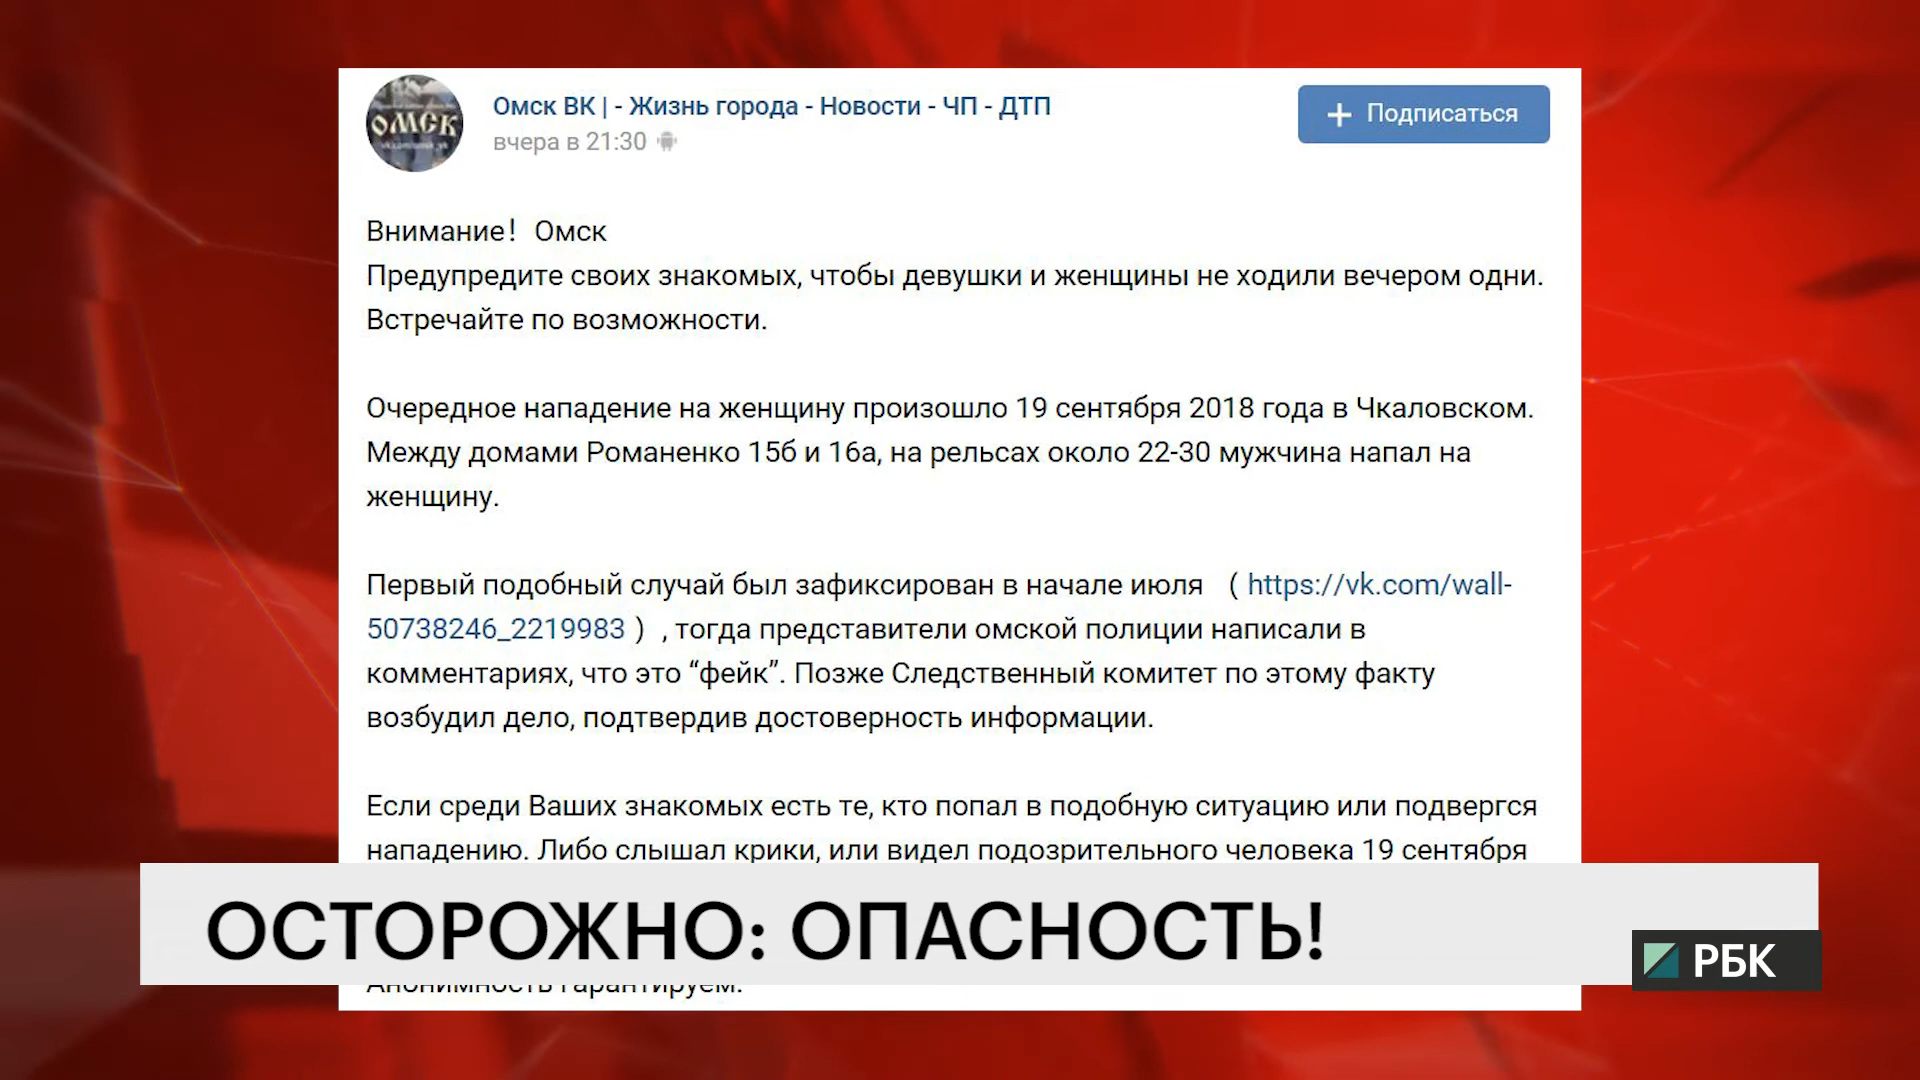 ОМСК
Омск ВК | - Жизнь города - Новости - ЧП - ДТП
вчера в 21:30
+ Подписаться
Внимание! Омск
Предупредите своих знакомых, чтобы девушки и женщины не ходили вечером одни.
Встречайте по возможности.
Очередное нападение на женщину произошло 19 сентября 2018 года в Чкаловском.
Между домами Романенко 15б и 16а, на рельсах около 22-30 мужчина напал на
женщину.
Первый подобный случай был зафиксирован в начале июля ( https://vk.com/wall-
50738246_2219983 ) , тогда представители омской полиции написали в
комментариях, что это “фейк”. Позже Следственный комитет по этому факту
возбудил дело, подтвердив достоверность информации.
Если среди Ваших знакомых есть те, кто попал в подобную ситуацию или подвергся
нападению. Либо слышал крики, или видел подозрительного человека 19 сентября
ОСТОРОЖНО: ОПАСНОСТЬ!
РБК
Анонимность гарантируем.